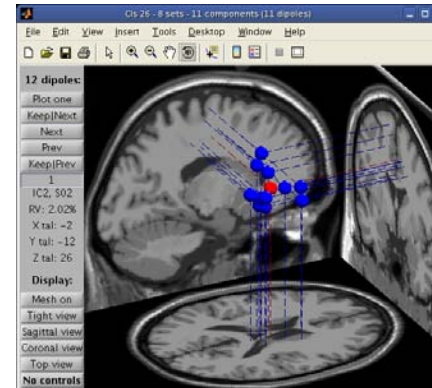 Cls 26 - 8 sets - 11 components (11 dipoles)
File Edit View Insert Tools Desktop Window Help
12 dipoles:
Plot one
Keep|Next
Next
Prev
Keep|Prev
1
IC2, S02
RV: 2.02%
X tal: -2
Y tal: -12
Z tal: 26
Display:
Mesh on
Tight view
Sagittal view
Coronal view
Top view
No controls